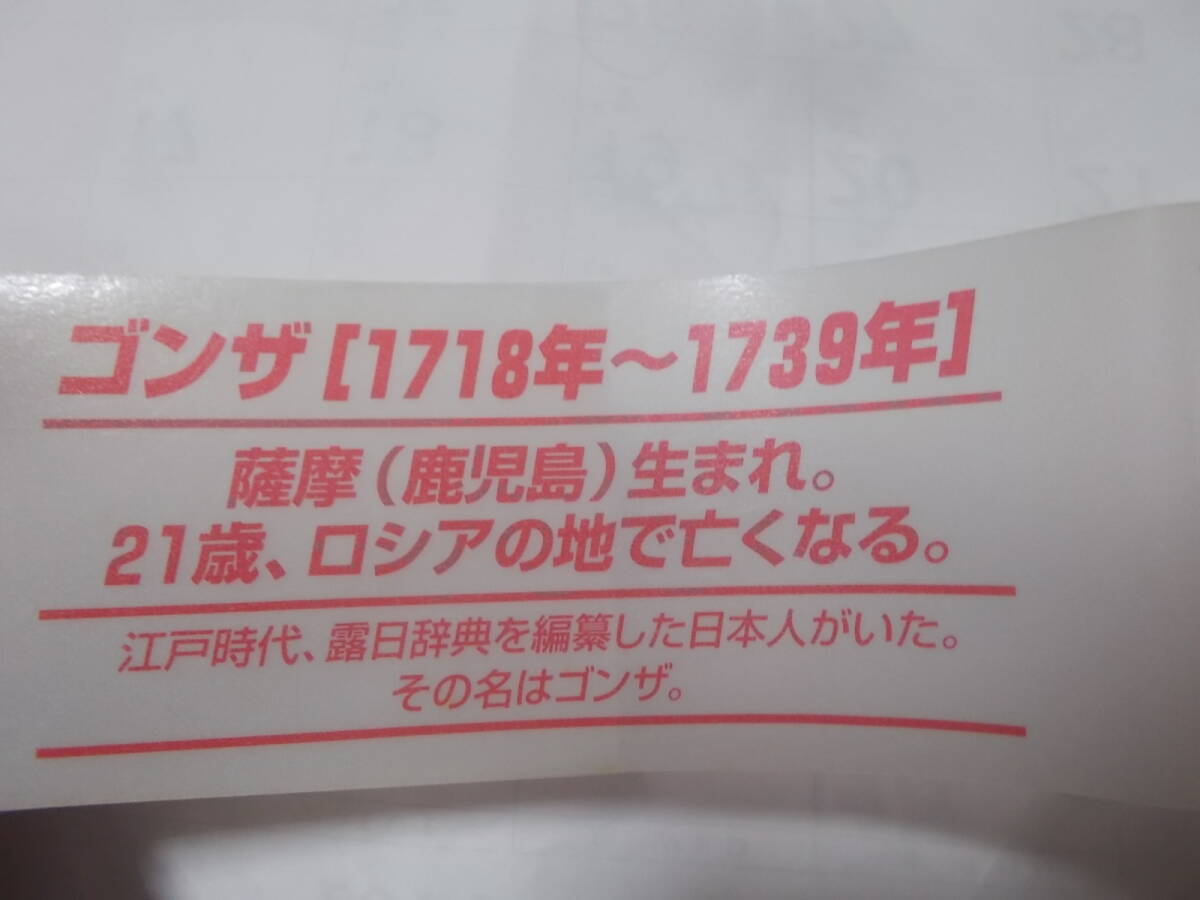 ゴンザ[1718年〜1739年]
薩摩(鹿児島)生まれ。
21歳、ロシアの地で亡くなる。
江戸時代、露日辞典を編纂した日本人がいた。
その名はゴンザ。